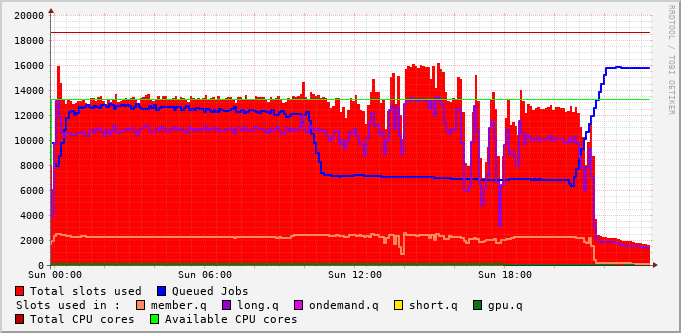 20000
18000
16000
14000
12000
10000
8000
6000
4000
2000
0
Sun 00:00 Sun 06:00 Sun 12:00 Sun 18:00
Total slots used Queued Jobs
Slots used in : member.q long.q ondemand.q short.q gpu.q
Total CPU cores Available CPU cores
RRDTOOL / TOBI OETIKER